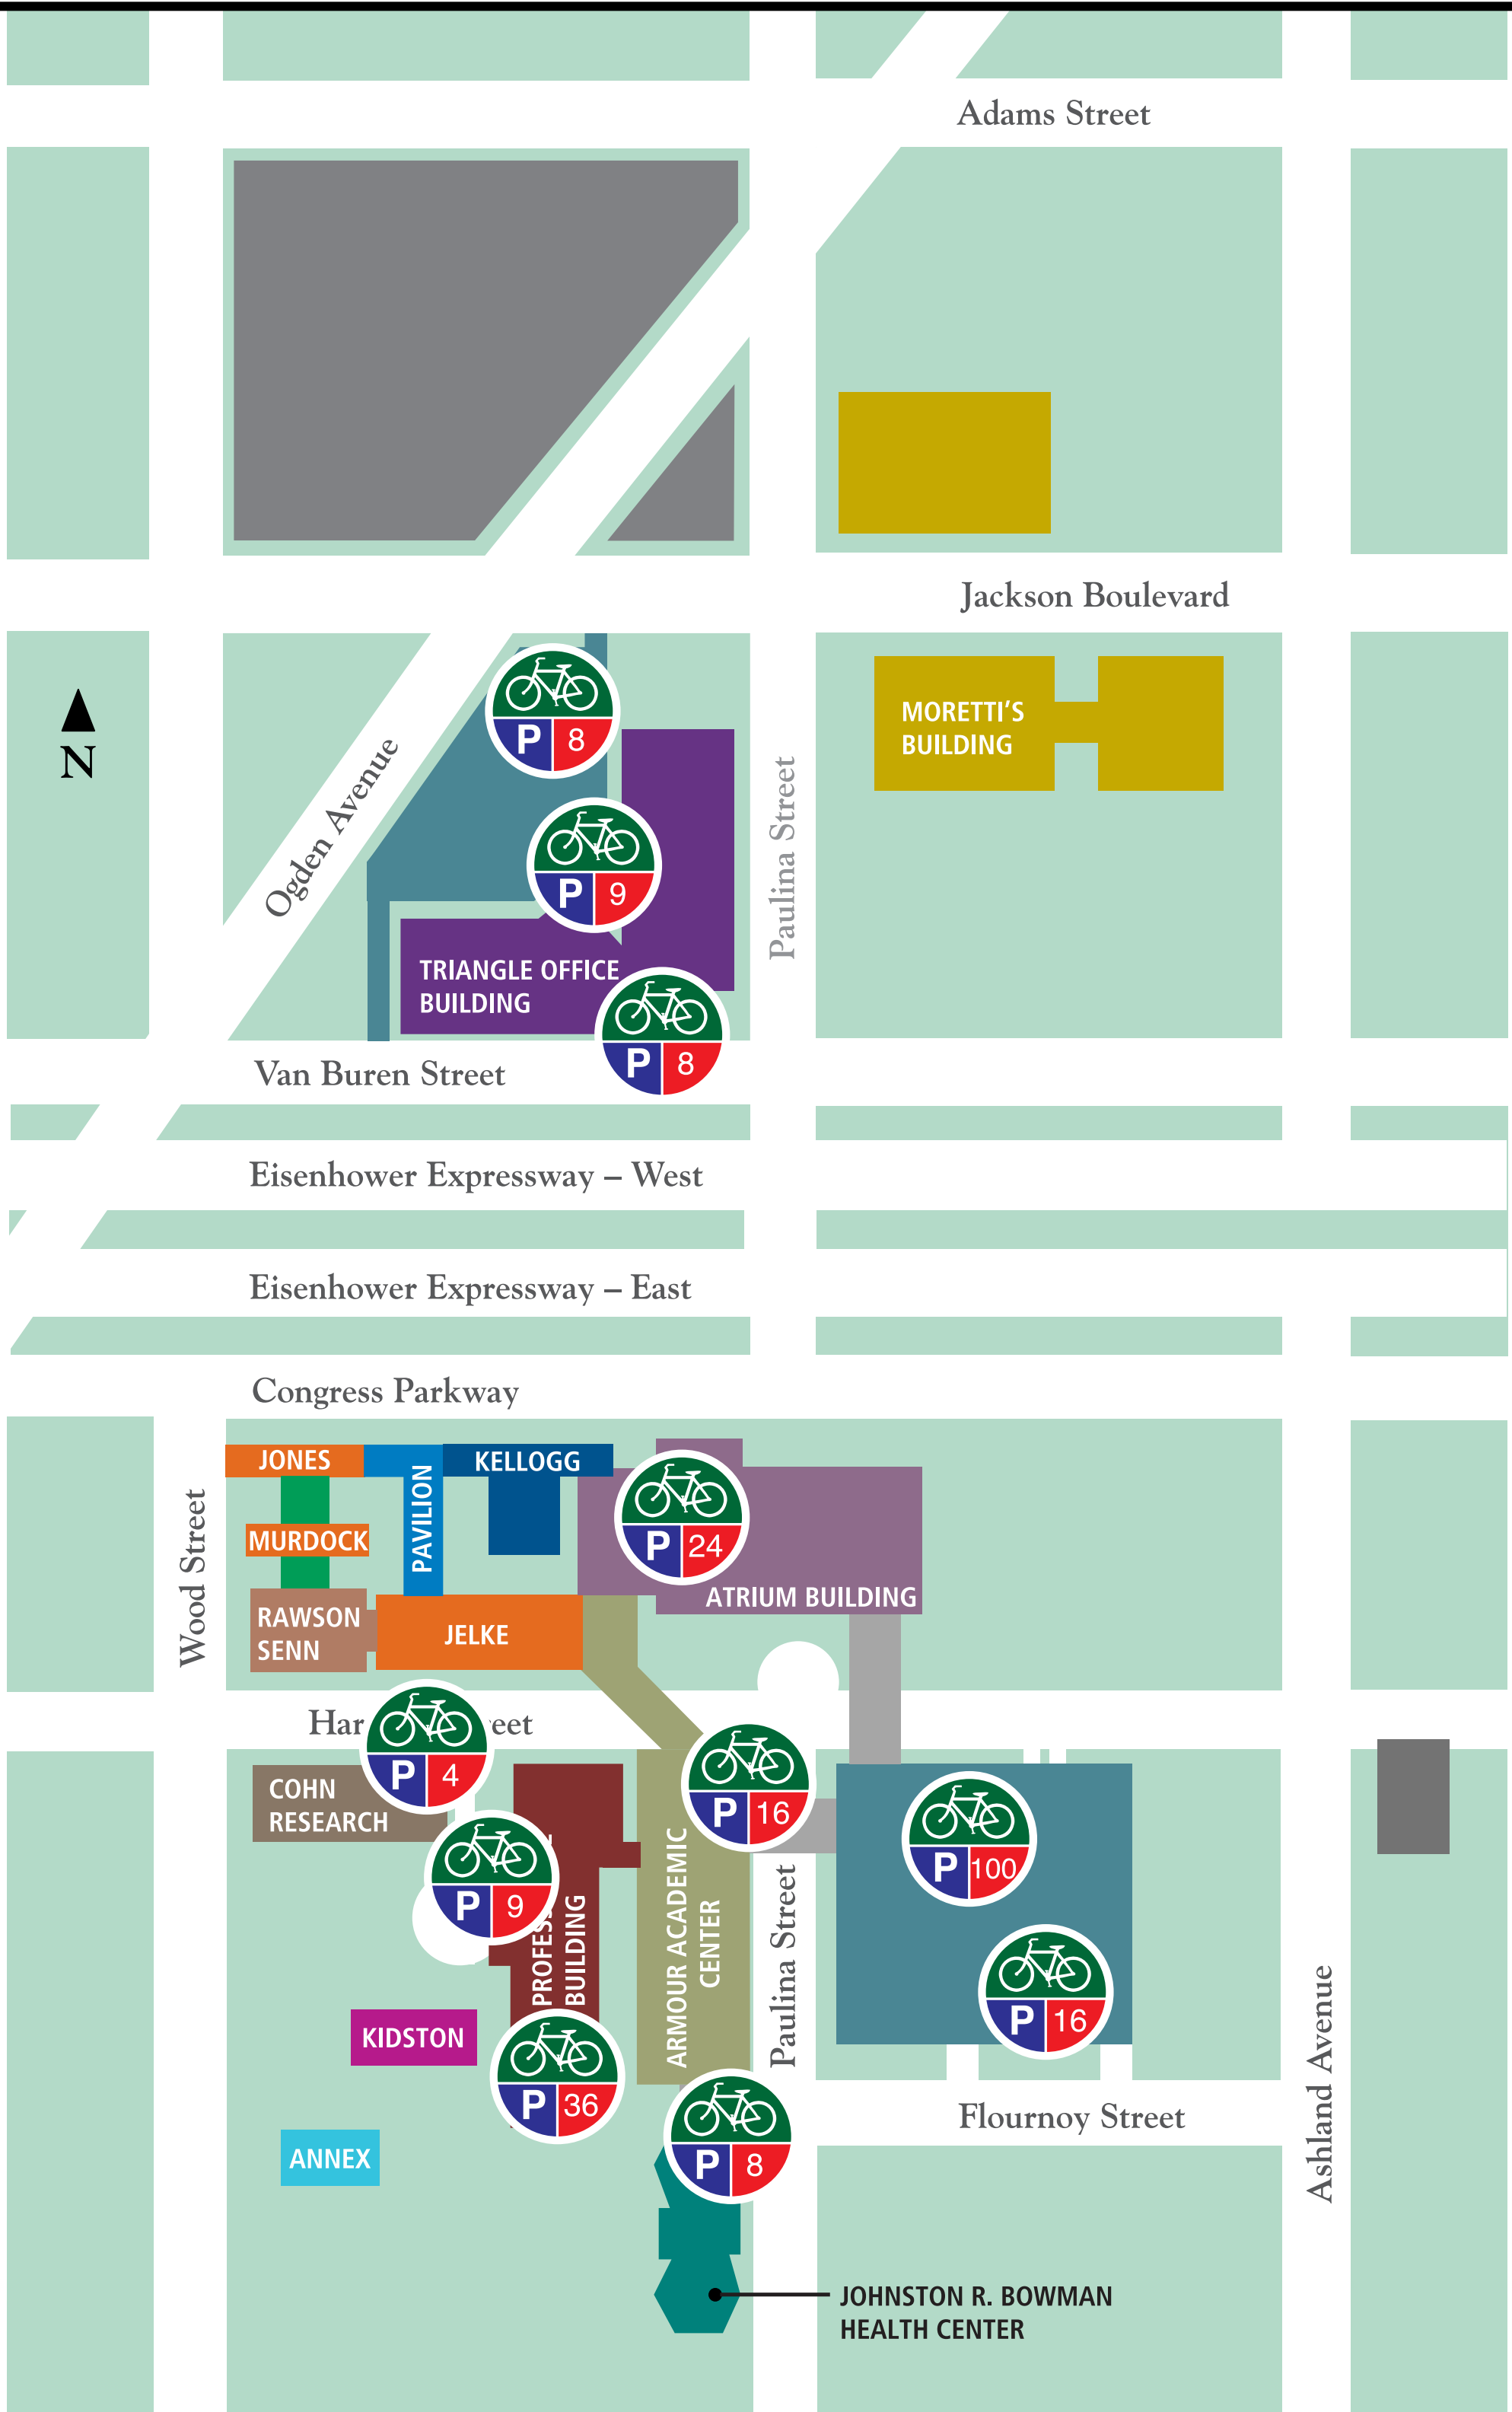 Adams Street
Jackson Boulevard
MORETTI'S
BUILDING
N
Ogden Avenue
Paulina Street
P 8
P 9
TRIANGLE OFFICE
BUILDING
P 8
Van Buren Street
Eisenhower Expressway – West
Eisenhower Expressway – East
Congress Parkway
JONES
PAVILION
KELLOGG
MURDOCK
Wood Street
P 24
ATRIUM BUILDING
RAWSON
SENN
JELKE
P 4
COHN
RESEARCH
P 16
P 100
P 9
BUILDING
ARMOUR ACADEMIC
CENTER
Paulina Street
P 16
KIDSTON
P 36
Flournoy Street
Ashland Avenue
P 8
ANNEX
JOHNSTON R. BOWMAN
HEALTH CENTER